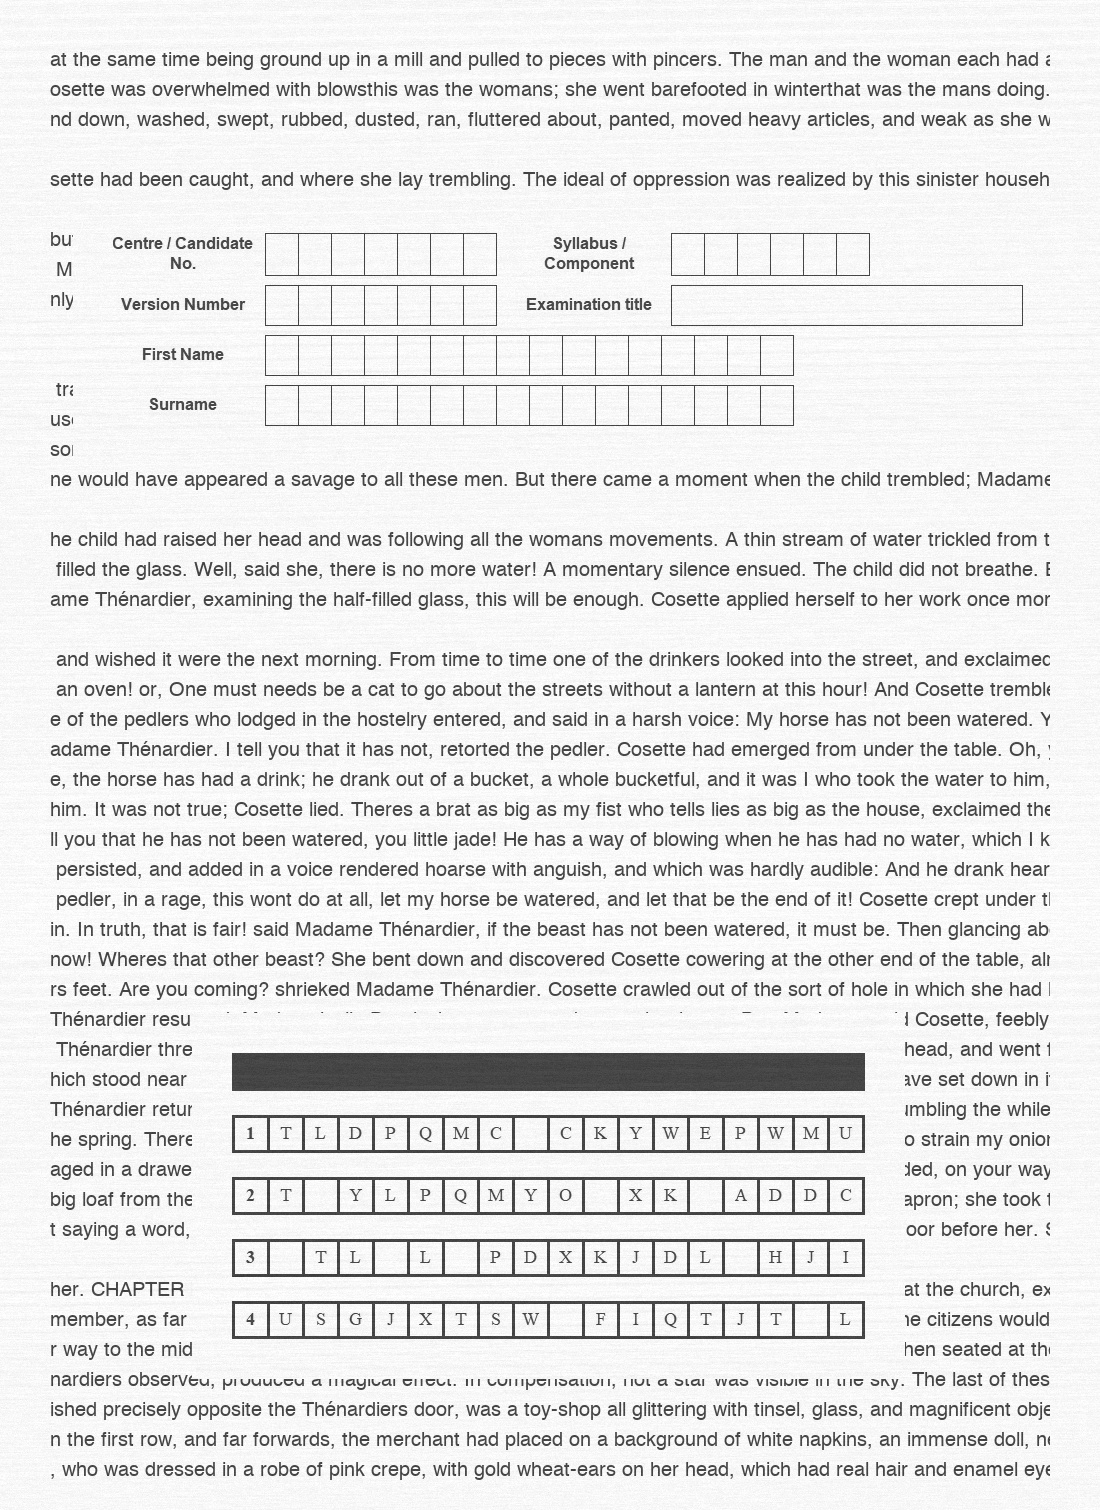 at the same time being ground up in a mill and pulled to pieces with pincers. The man and the woman each had
osette was overwhelmed with blowsthis was the womans; she went barefooted in winterthat was the mans doing.
nd down, washed, swept, rubbed, dusted, ran, fluttered about, panted, moved heavy articles, and weak as she w
sette had been caught, and where she lay trembling. The ideal of oppression was realized by this sinister househ
but
Centre / Candidate No.
Syllabus / Component
M
nly
Version Number
Examination title
First Name
tra
Surname
ne would have appeared a savage to all these men. But there came a moment when the child trembled; Madame
he child had raised her head and was following all the womans movements. A thin stream of water trickled from t
filled the glass. Well, said she, there is no more water! A momentary silence ensued. The child did not breathe.
ame Thénardier, examining the half-filled glass, this will be enough. Cosette applied herself to her work once mor
and wished it were the next morning. From time to time one of the drinkers looked into the street, and exclaimed
an oven! or, One must needs be a cat to go about the streets without a lantern at this hour! And Cosette tremble
e of the pedlers who lodged in the hostelry entered, and said in a harsh voice: My horse has not been watered. Y
adame Thénardier. I tell you that it has not, retorted the pedler. Cosette had emerged from under the table. Oh,
e, the horse has had a drink; he drank out of a bucket, a whole bucketful, and it was I who took the water to him,
him. It was not true; Cosette lied. Theres a brat as big as my fist who tells lies as big as the house, exclaimed the
ll you that he has not been watered, you little jade! He has a way of blowing when he has had no water, which I k
persisted, and added in a voice rendered hoarse with anguish, and which was hardly audible: And he drank hear
pedler, in a rage, this wont do at all, let my horse be watered, and let that be the end of it! Cosette crept under
in. In truth, that is fair! said Madame Thénardier, if the beast has not been watered, it must be. Then glancing ab
now! Wheres that other beast? She bent down and discovered Cosette cowering at the other end of the table,
rs feet. Are you coming? shrieked Madame Thénardier. Cosette crawled out of the sort of hole in which she had
Thénardier resu Cosette, feebly
Thénardier thre head, and went
hich stood near ave set down in
Thénardier retur umbling the while
1 T L D P Q M C C K Y W E P W M U
he spring. There o strain my onion
aged in a drawe ded, on your way
2 T Y L P Q M Y O X K A D D C
big loaf from the apron; she took
t saying a word, oor before her.
3 T L L P D X K J D L H J I
her. CHAPTER at the church, ex
member, as far ne citizens would
4 U S G J X T S W F I Q T J T L
r way to the mid hen seated at the
nardiers observed, produced a magical effect. In compensation, not a star was visible in the sky. The last of thes
ished precisely opposite the Thénardiers door, was a toy-shop all glittering with tinsel, glass, and magnificent obje
n the first row, and far forwards, the merchant had placed on a background of white napkins, an immense doll,
, who was dressed in a robe of pink crepe, with gold wheat-ears on her head, which had real hair and enamel eye